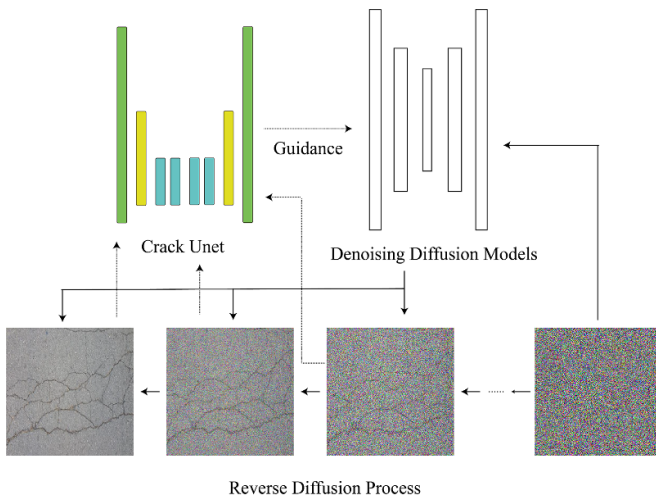 Guidance
Crack Unet
Denoising Diffusion Models
Reverse Diffusion Process